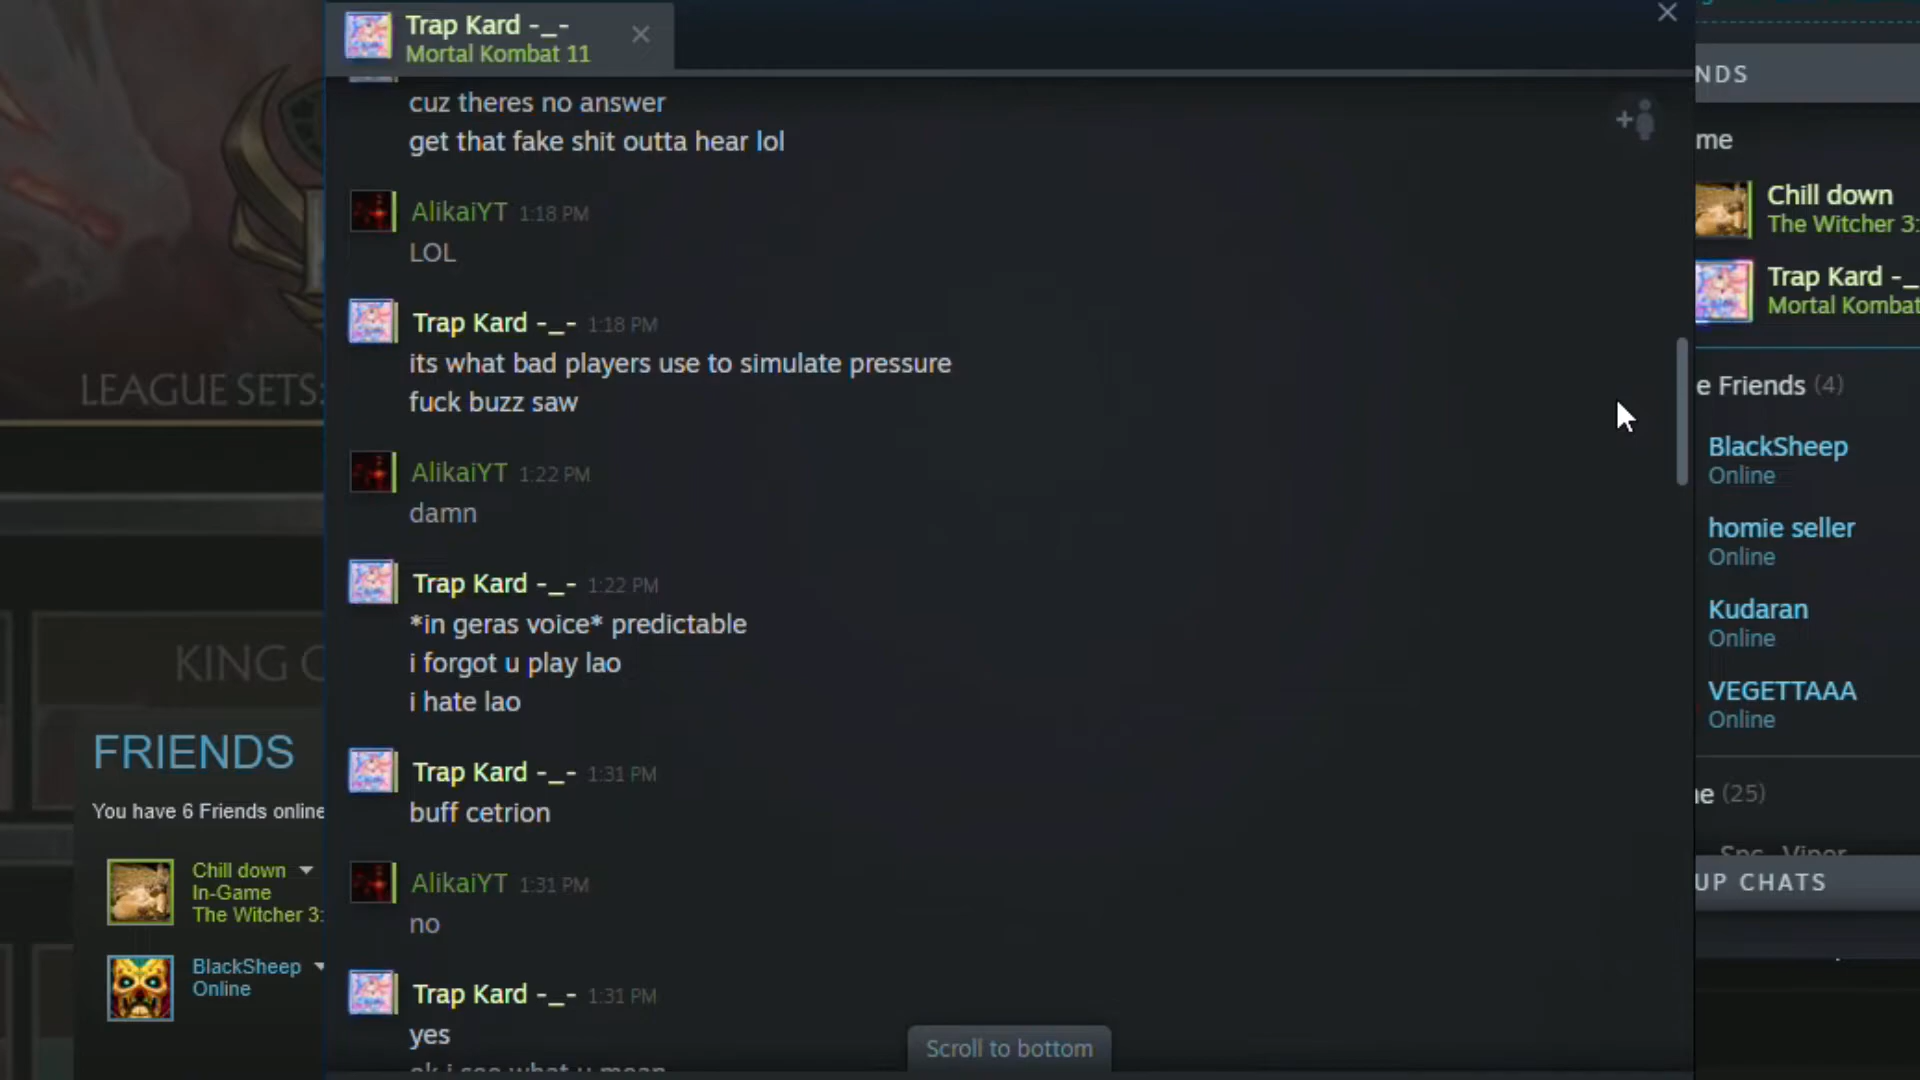 Trap Kard -_-
Mortal Kombat 11
cuz theres no answer
get that fake shit outta hear lol
AlikaiYT 1:18 PM
LOL
Trap Kard -_- 1:18 PM
its what bad players use to simulate pressure
fuck buzz saw
AlikaiYT 1:22 PM
damn
Trap Kard -_- 1:22 PM
*in geras voice* predictable
i forgot u play lao
i hate lao
Trap Kard -_- 1:31 PM
buff cetrion
AlikaiYT 1:31 PM
no
Trap Kard -_- 1:31 PM
yes
ok i see what u mean
Scroll to bottom
LEAGUE SETS:
KING
FRIENDS
You have 6 Friends online
Chill down
In-Game
The Witcher 3:
BlackSheep
Online
NDS
me
Chill down
The Witcher 3:
Trap Kard -_
Mortal Kombat
e Friends (4)
BlackSheep
Online
homie seller
Online
Kudaran
Online
VEGETTAAA
Online
ne (25)
UP CHATS